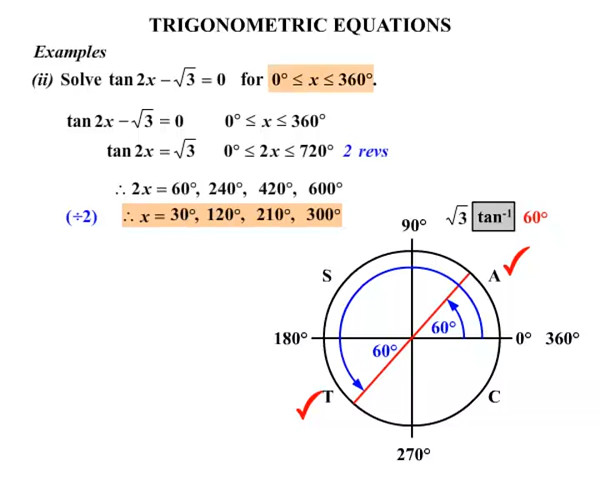 TRIGONOMETRIC EQUATIONS
Examples
(ii) Solve tan 2x − √3 = 0 for 0° ≤ x ≤ 360°.
tan 2x − √3 = 0 0° ≤ x ≤ 360°
tan 2x = √3 0° ≤ 2x ≤ 720° 2 revs
∴ 2x = 60°, 240°, 420°, 600°
(÷2) ∴ x = 30°, 120°, 210°, 300°
√3 tan⁻¹ 60°
90°
S A
60°
180° 0° 360°
60°
T C
270°